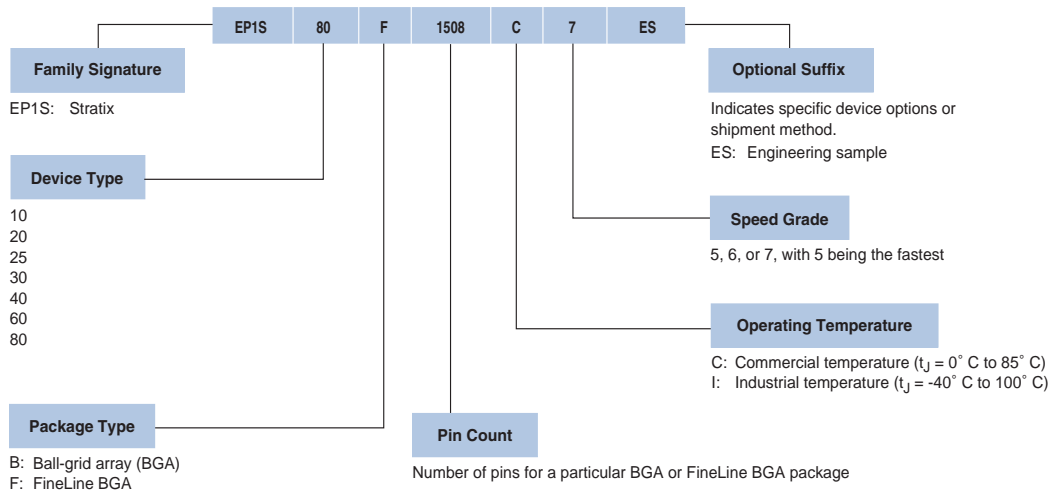 EP1S 80 F 1508 C 7 ES
Family Signature
EP1S: Stratix
Optional Suffix
Indicates specific device options or
shipment method.
ES: Engineering sample
Device Type
10
20
25
30
40
60
80
Speed Grade
5, 6, or 7, with 5 being the fastest
Operating Temperature
C: Commercial temperature (tJ = 0˚ C to 85˚ C)
I: Industrial temperature (tJ = -40˚ C to 100˚ C)
Package Type
B: Ball-grid array (BGA)
F: FineLine BGA
Pin Count
Number of pins for a particular BGA or FineLine BGA package